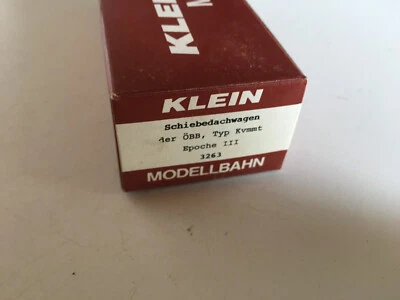 KLEIN
M
KLEIN
Schiebedachwagen
der ÖBB, Typ Kvmmt
Epoche III
3263
MODELLBAHN